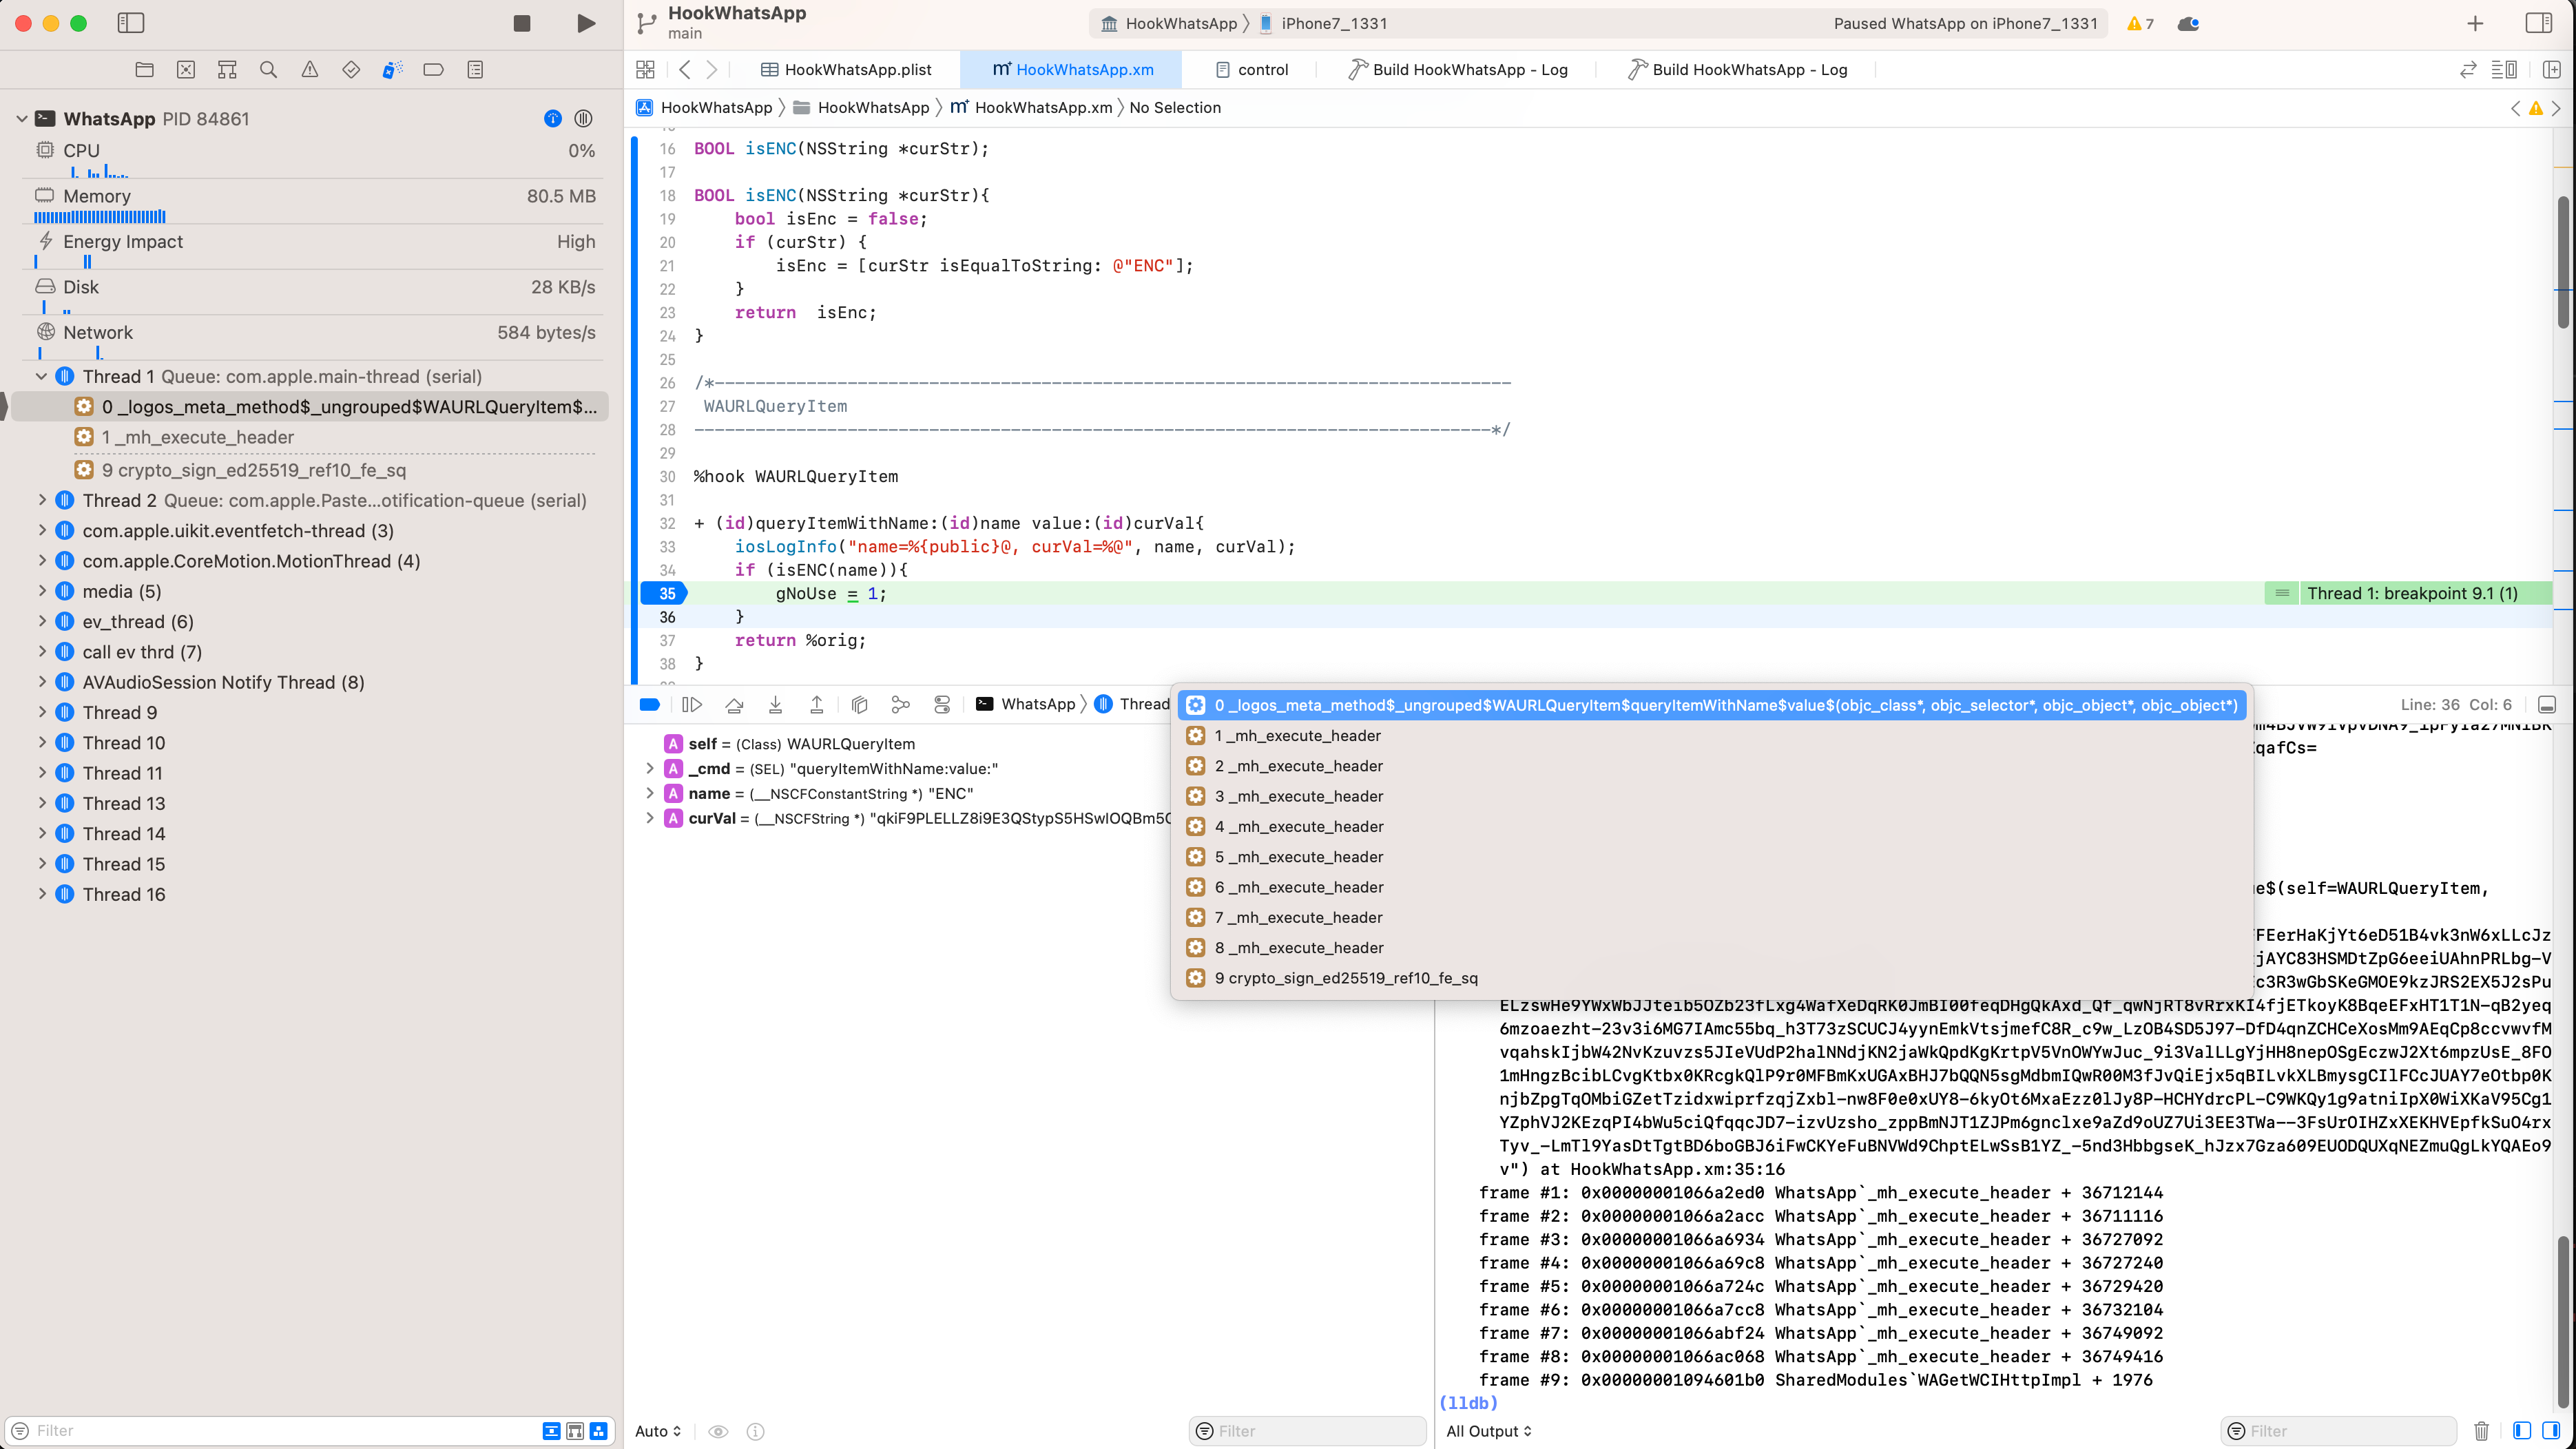 HookWhatsApp
main
HookWhatsApp
iPhone7_1331
Paused WhatsApp on iPhone7_1331
7
HookWhatsApp.plist
HookWhatsApp.xm
control
Build HookWhatsApp - Log
Build HookWhatsApp - Log
HookWhatsApp
HookWhatsApp
HookWhatsApp.xm
No Selection
WhatsApp PID 84861
CPU 0%
Memory 80.5 MB
Energy Impact High
Disk 28 KB/s
Network 584 bytes/s
Thread 1 Queue: com.apple.main-thread (serial)
0 _logos_meta_method$_ungrouped$WAURLQueryItem$...
1 _mh_execute_header
9 crypto_sign_ed25519_ref10_fe_sq
Thread 2 Queue: com.apple.Paste...otification-queue (serial)
com.apple.uikit.eventfetch-thread (3)
com.apple.CoreMotion.MotionThread (4)
media (5)
ev_thread (6)
call ev thrd (7)
AVAudioSession Notify Thread (8)
Thread 9
Thread 10
Thread 11
Thread 13
Thread 14
Thread 15
Thread 16
Filter
16 BOOL isENC(NSString *curStr);
17
18 BOOL isENC(NSString *curStr){
19 bool isEnc = false;
20 if (curStr) {
21 isEnc = [curStr isEqualToString: @"ENC"];
22 }
23 return  isEnc;
24 }
25
26 /*------------------------------------------------------------------------------
27 WAURLQueryItem
28 ------------------------------------------------------------------------------*/
29
30 %hook WAURLQueryItem
31
32 + (id)queryItemWithName:(id)name value:(id)curVal{
33 iosLogInfo("name=%{public}@, curVal=%@", name, curVal);
34 if (isENC(name)){
35 gNoUse = 1;
Thread 1: breakpoint 9.1 (1)
36 }
37 return %orig;
38 }
WhatsApp
Thread
Line: 36 Col: 6
0 _logos_meta_method$_ungrouped$WAURLQueryItem$queryItemWithName$value$(objc_class*, objc_selector*, objc_object*, objc_object*)
1 _mh_execute_header
2 _mh_execute_header
3 _mh_execute_header
4 _mh_execute_header
5 _mh_execute_header
6 _mh_execute_header
7 _mh_execute_header
8 _mh_execute_header
9 crypto_sign_ed25519_ref10_fe_sq
A self = (Class) WAURLQueryItem
A _cmd = (SEL) "queryItemWithName:value:"
A name = (__NSCFConstantString *) "ENC"
A curVal = (__NSCFString *)
qafCs=
e$(self=WAURLQueryItem,
FEerHaKjYt6eD51B4vk3nW6xLLcJz
jAYC83HSMDtZpG6eeiUAhnPRLbg-V
c3R3wGbSKeGMOE9kzJRS2EX5J2sPu
ELzswHe9YWxWbJJteib5OZb23fLxg4WafXeDqRK0JmBI00feqDHgQkAxd_Qf_qwNjRT8vRrxKI4fjETkoyK8BqeEFxHT1T1N-qB2yeq
6mzoaezht-23v3i6MG7IAmc55bq_h3T73zSCUCJ4yynEmkVtsjmefC8R_c9w_LzOB4SD5J97-DfD4qnZCHCeXosMm9AEqCp8ccvwvfM
vqahskIjbW42NvKzuvzs5JIeVUdP2halNNdjKN2jaWkQpdKgKrtpV5VnOWYwJuc_9i3ValLLgYjHH8nepOSgEczwJ2Xt6mpzUsE_8FO
1mHngzBcibLCvgKtbx0KRcgkQlP9r0MFBmKxUGAxBHJ7bQQN5sgMdbmIQwR00M3fJvQiEjx5qBILvkXLBmysgCIlFCcJUAY7eOtbp0K
njbZpgTqOMbiGZetTzidxwiprfzqjZxbl-nw8F0e0xUY8-6kyOt6MxaEzz0lJy8P-HCHYdrcPL-C9WKQy1g9atniIpX0WiXKaV95Cg1
YZphVJ2KEzqPI4bWu5ciQfqqcJD7-izvUzsho_zppBmNJT1ZJPm6gnclxe9aZd9oUZ7Ui3EE3TWa--3FsUrOIHZxXEKHVEpfkSuO4rx
Tyv_-LmTl9YasDtTgtBD6boGBJ6iFwCKYeFuBNVWd9ChptELwSsB1YZ_-5nd3HbbgseK_hJzx7Gza609EUODQUXqNEZmuQgLkYQAEo9
v") at HookWhatsApp.xm:35:16
frame #1: 0x00000001066a2ed0 WhatsApp`_mh_execute_header + 36712144
frame #2: 0x00000001066a2acc WhatsApp`_mh_execute_header + 36711116
frame #3: 0x00000001066a6934 WhatsApp`_mh_execute_header + 36727092
frame #4: 0x00000001066a69c8 WhatsApp`_mh_execute_header + 36727240
frame #5: 0x00000001066a724c WhatsApp`_mh_execute_header + 36729420
frame #6: 0x00000001066a7cc8 WhatsApp`_mh_execute_header + 36732104
frame #7: 0x00000001066abf24 WhatsApp`_mh_execute_header + 36749092
frame #8: 0x00000001066ac068 WhatsApp`_mh_execute_header + 36749416
frame #9: 0x00000001094601b0 SharedModules`WAGetWCIHttpImpl + 1976
(lldb)
Auto
Filter
All Output
Filter